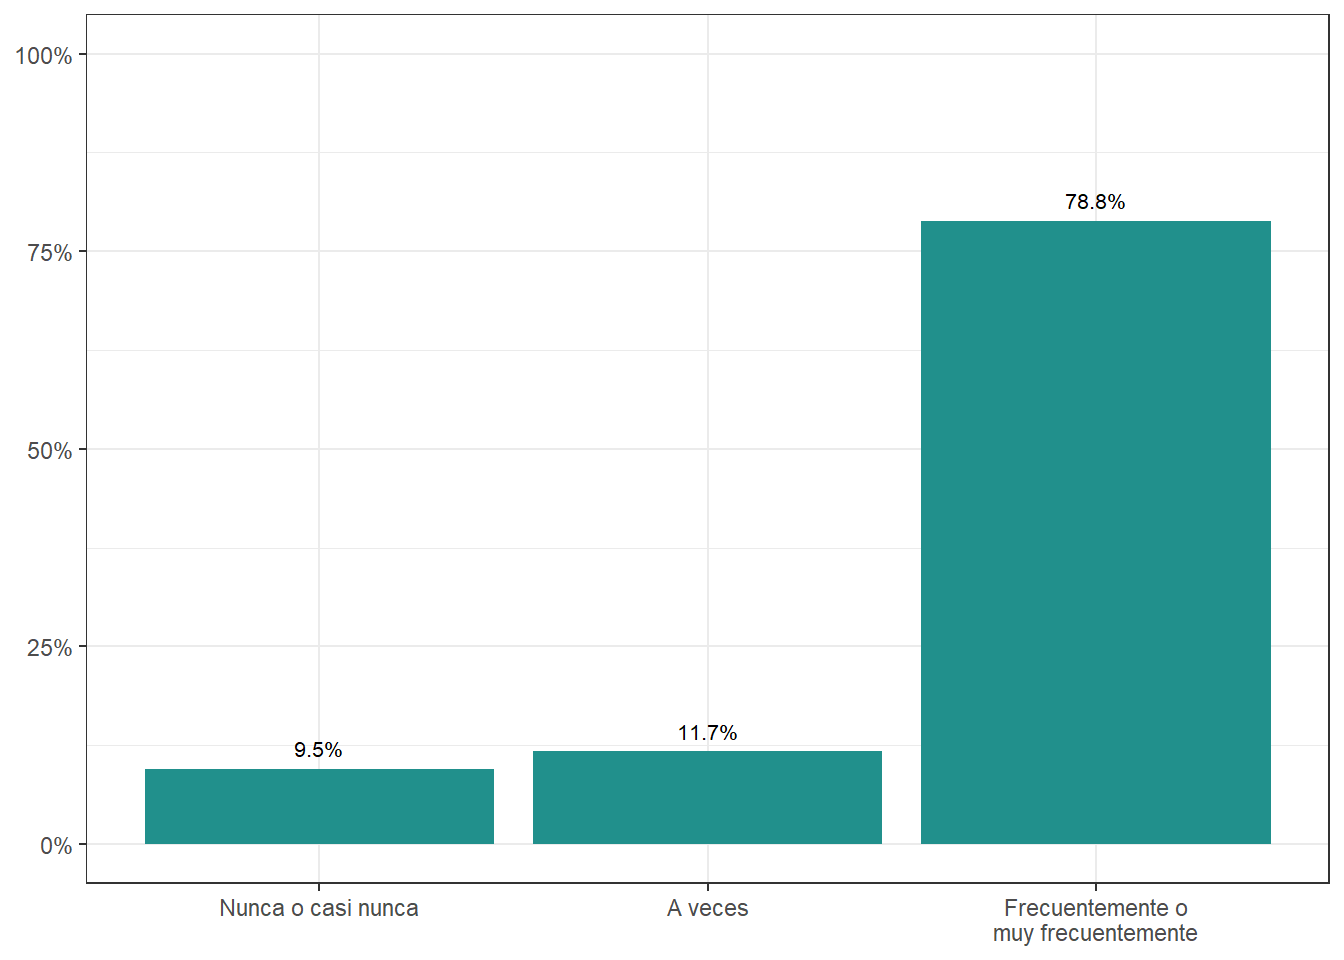 100%
75%
50%
25%
0%
78.8%
11.7%
9.5%
Nunca o casi nunca
A veces
Frecuentemente o
muy frecuentemente